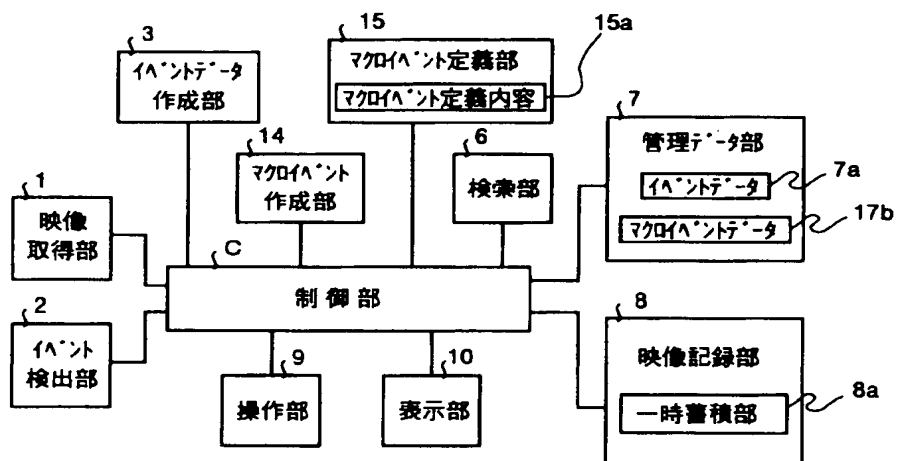 3
イベントデータ
作成部
15
マクロイベント定義部
マクロイベント定義内容
15a
14
マクロイベント
作成部
6
検索部
7
管理データ部
イベントデータ
7a
マクロイベントデータ
17b
1
映像
取得部
C
制御部
2
イベント
検出部
9
操作部
10
表示部
8
映像記録部
一時蓄積部
8a